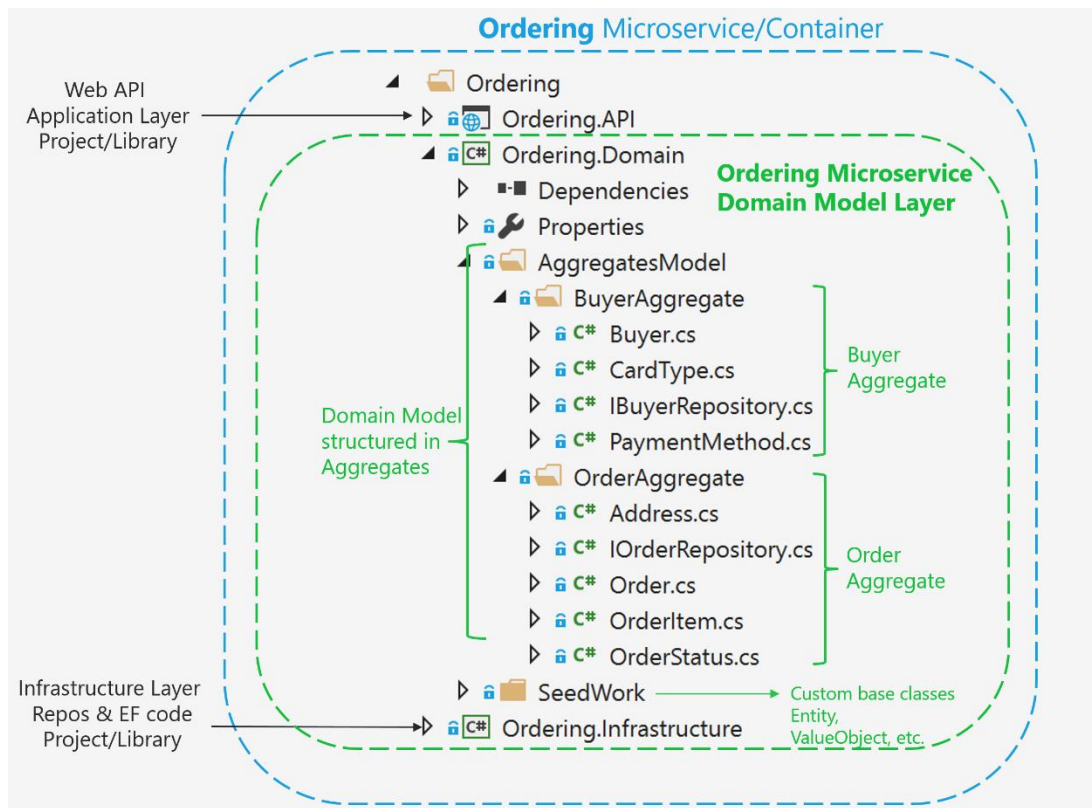 Ordering Microservice/Container
Web API
Application Layer
Project/Library
Ordering
Ordering.API
C# Ordering.Domain
Ordering Microservice
Domain Model Layer
Dependencies
Properties
AggregatesModel
BuyerAggregate
C# Buyer.cs
C# CardType.cs
C# IBuyerRepository.cs
C# PaymentMethod.cs
Buyer
Aggregate
Domain Model
structured in
Aggregates
OrderAggregate
C# Address.cs
C# IOrderRepository.cs
C# Order.cs
C# OrderItem.cs
C# OrderStatus.cs
Order
Aggregate
SeedWork
Custom base classes
Entity,
ValueObject, etc.
Infrastructure Layer
Repos & EF code
Project/Library
C# Ordering.Infrastructure